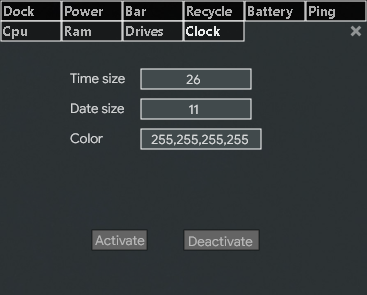 Dock Power Bar Recycle Battery Ping
Cpu Ram Drives Clock
Time size 26
Date size 11
Color 255,255,255,255
Activate Deactivate